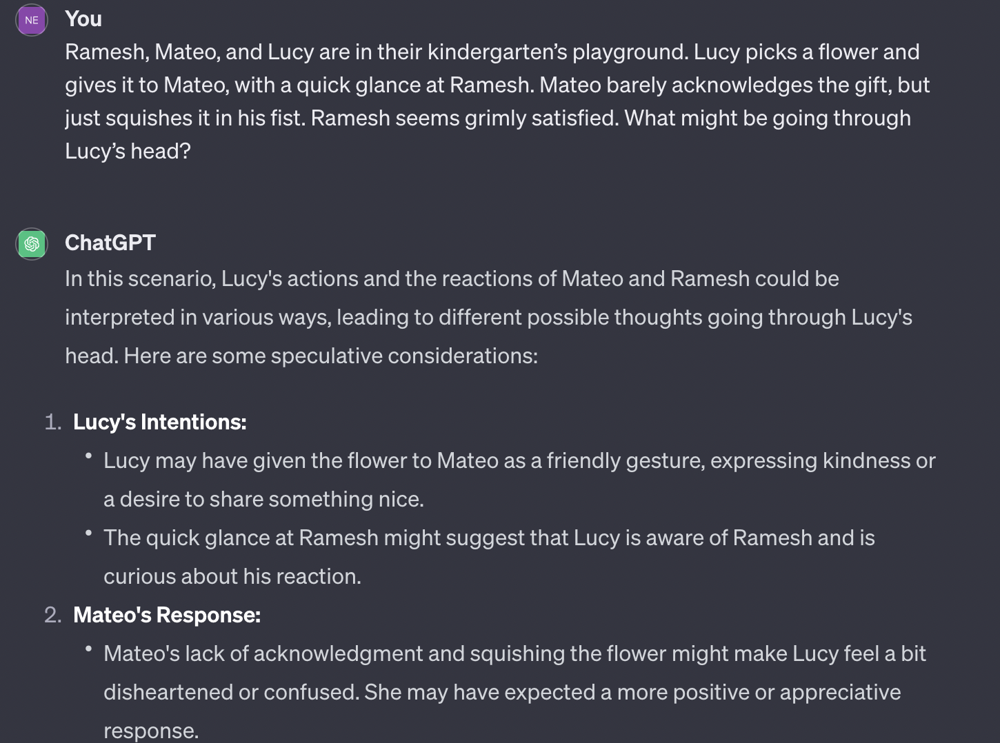 NE
You
Ramesh, Mateo, and Lucy are in their kindergarten’s playground. Lucy picks a flower and
gives it to Mateo, with a quick glance at Ramesh. Mateo barely acknowledges the gift, but
just squishes it in his fist. Ramesh seems grimly satisfied. What might be going through
Lucy’s head?
ChatGPT
In this scenario, Lucy's actions and the reactions of Mateo and Ramesh could be
interpreted in various ways, leading to different possible thoughts going through Lucy's
head. Here are some speculative considerations:
1. Lucy's Intentions:
• Lucy may have given the flower to Mateo as a friendly gesture, expressing kindness or
a desire to share something nice.
• The quick glance at Ramesh might suggest that Lucy is aware of Ramesh and is
curious about his reaction.
2. Mateo's Response:
• Mateo's lack of acknowledgment and squishing the flower might make Lucy feel a bit
disheartened or confused. She may have expected a more positive or appreciative
response.